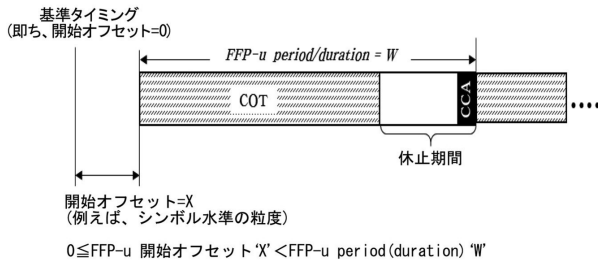 基準タイミング
(即ち、開始オフセット=0)
FFP-u period/duration = W
COT
CCA
休止期間
開始オフセット=X
(例えば、シンボル水準の粒度)
0≦FFP-u 開始オフセット‘X’<FFP-u period(duration)‘W’